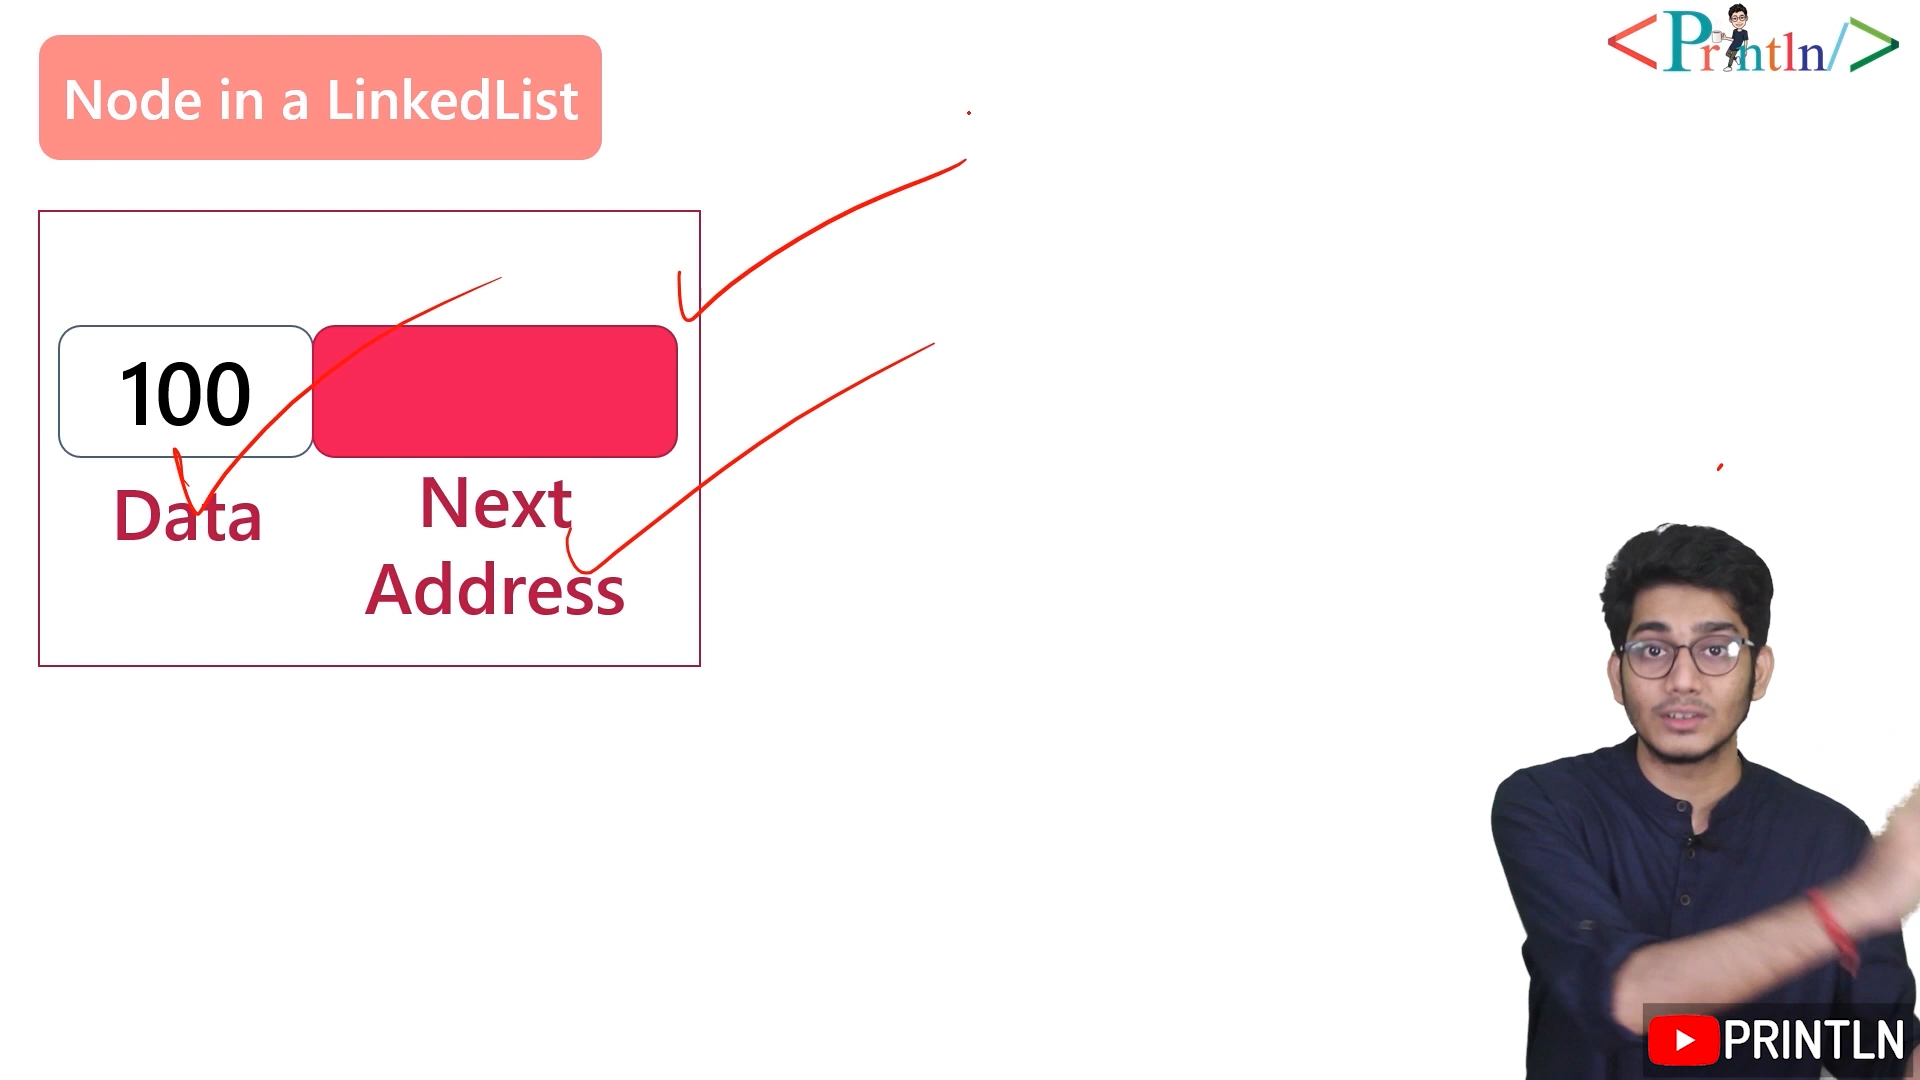 Node in a LinkedList
<Println/>
100
Data
Next
Address
PRINTLN